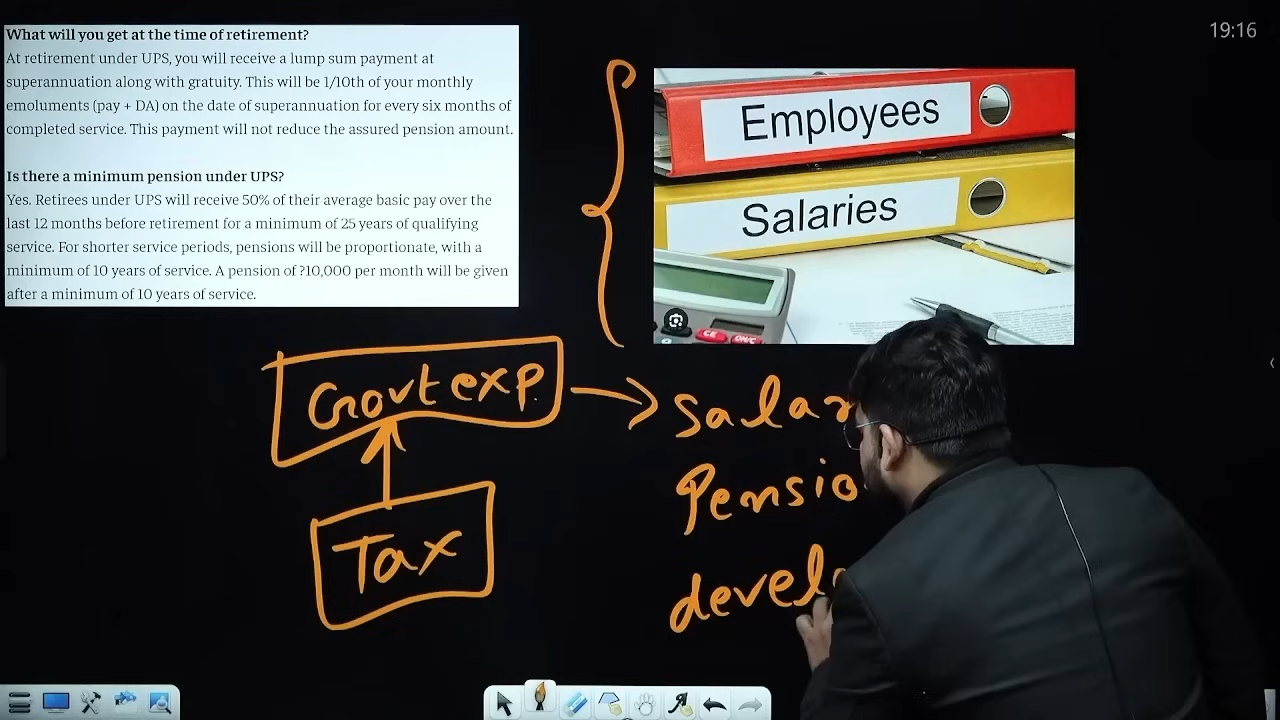 What will you get at the time of retirement?
At retirement under UPS, you will receive a lump sum payment at
superannuation along with gratuity. This will be 1/10th of your monthly
emoluments (pay + DA) on the date of superannuation for every six months of
completed service. This payment will not reduce the assured pension amount.
Is there a minimum pension under UPS?
Yes. Retirees under UPS will receive 50% of their average basic pay over the
last 12 months before retirement for a minimum of 25 years of qualifying
service. For shorter service periods, pensions will be proportionate, with a
minimum of 10 years of service. A pension of ?10,000 per month will be given
after a minimum of 10 years of service.
19:16
Employees
Salaries
CE ON/C
Govt exp.
Salar
Pensio
develo
Tax